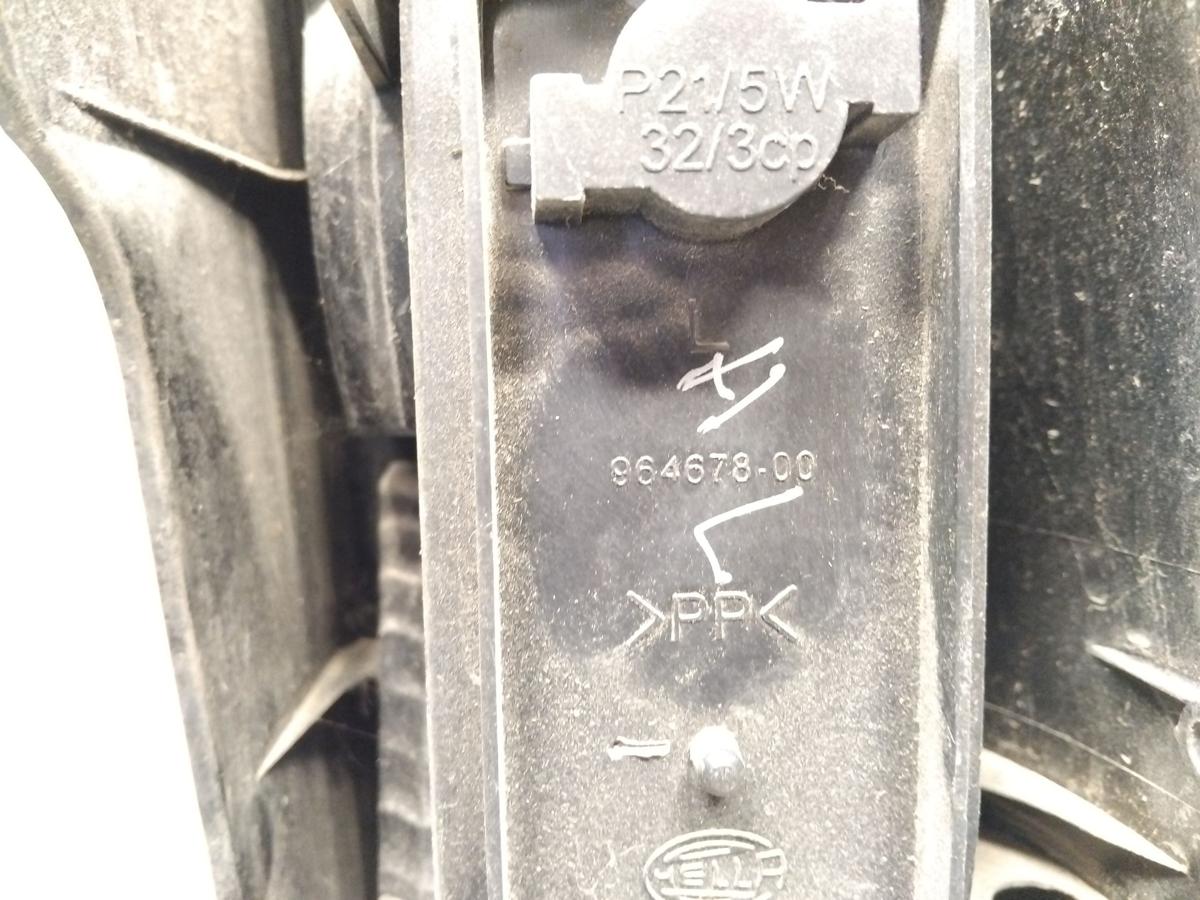 P21/5W
32/3cp
L
964678-00
>PP<
HELLA